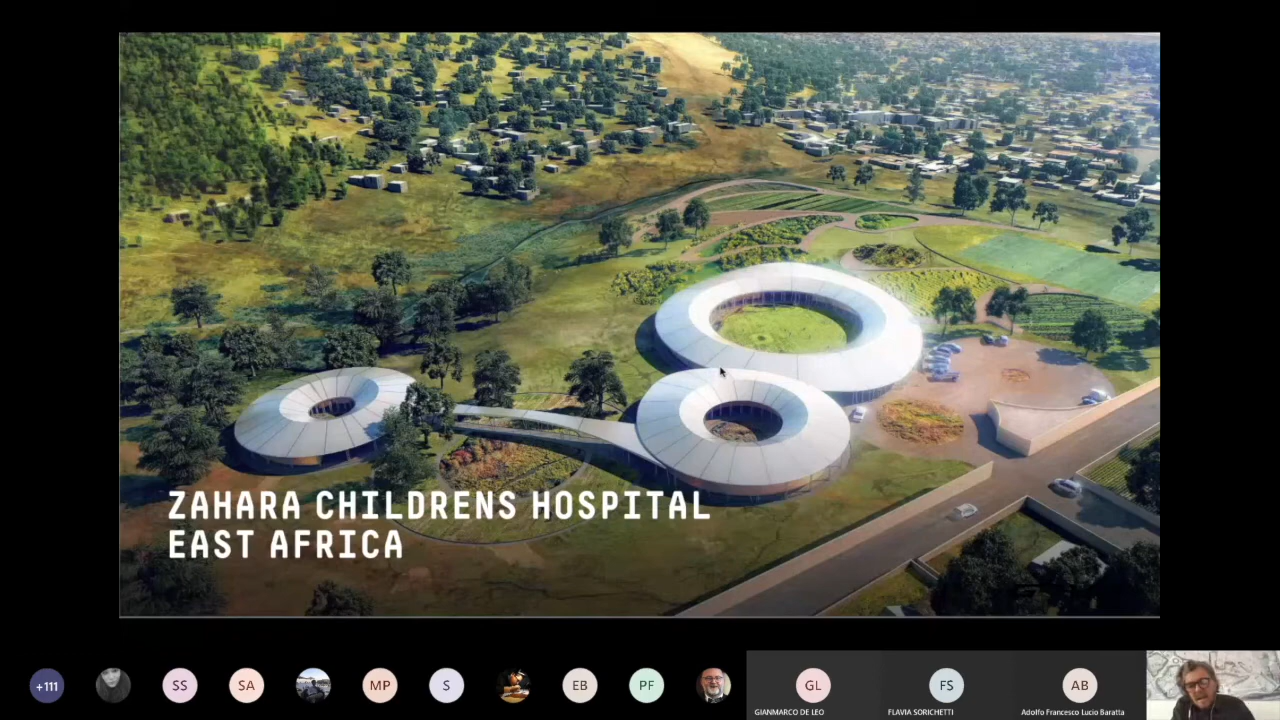 ZAHARA CHILDRENS HOSPITAL
EAST AFRICA
+111
SS
SA
MP
S
EB
PF
GL
FS
AB
GIANMARCO DE LEO
FLAVIA SORICHETTI
Adolfo Francesco Lucio Baratta